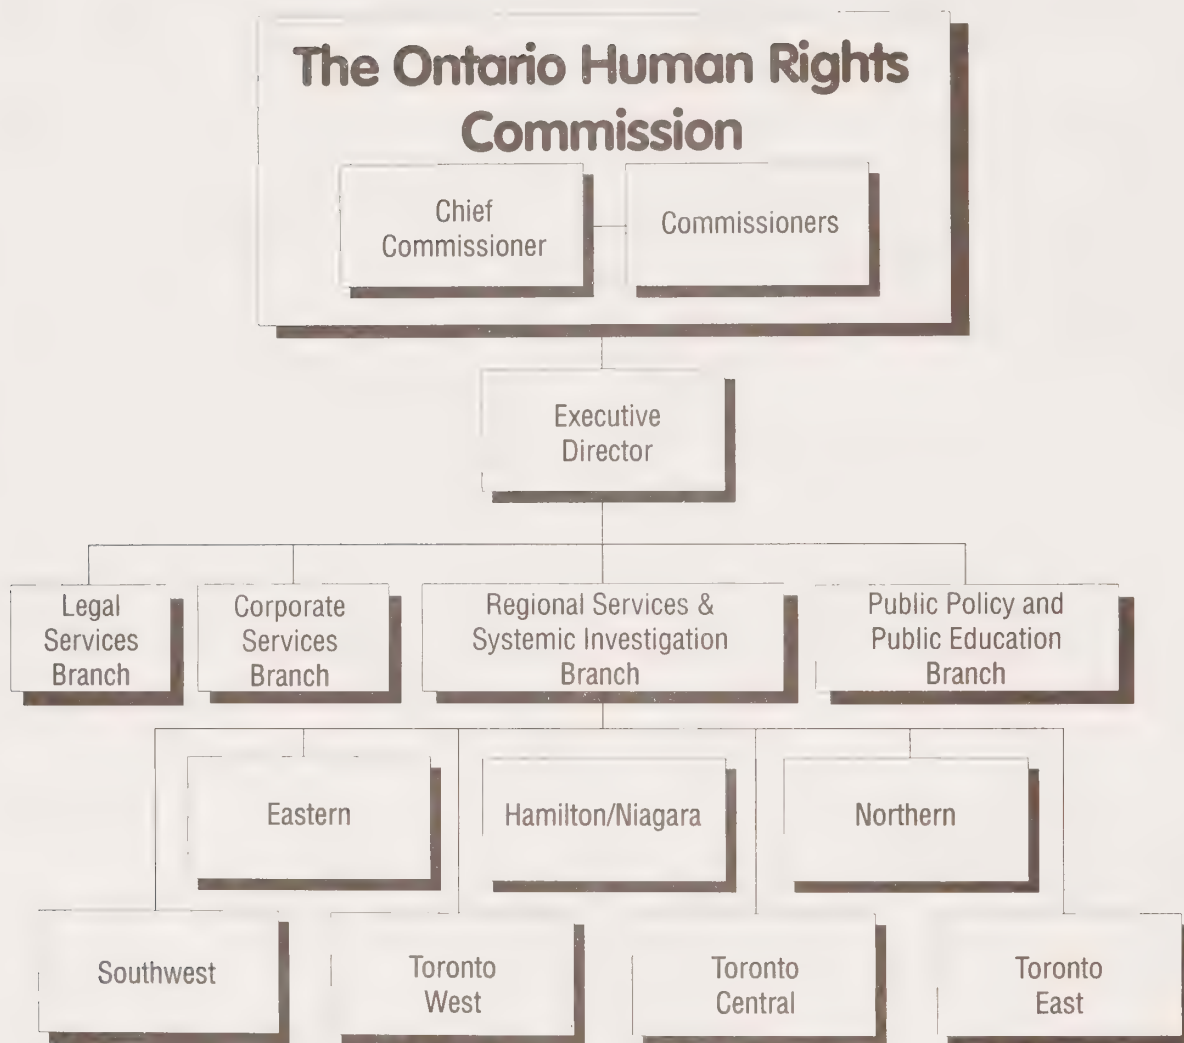 The Ontario Human Rights
Commission
Chief
Commissioner
Commissioners
Executive
Director
Legal
Services
Branch
Corporate
Services
Branch
Regional Services &
Systemic Investigation
Branch
Public Policy and
Public Education
Branch
Eastern
Hamilton/Niagara
Northern
Southwest
Toronto
West
Toronto
Central
Toronto
East